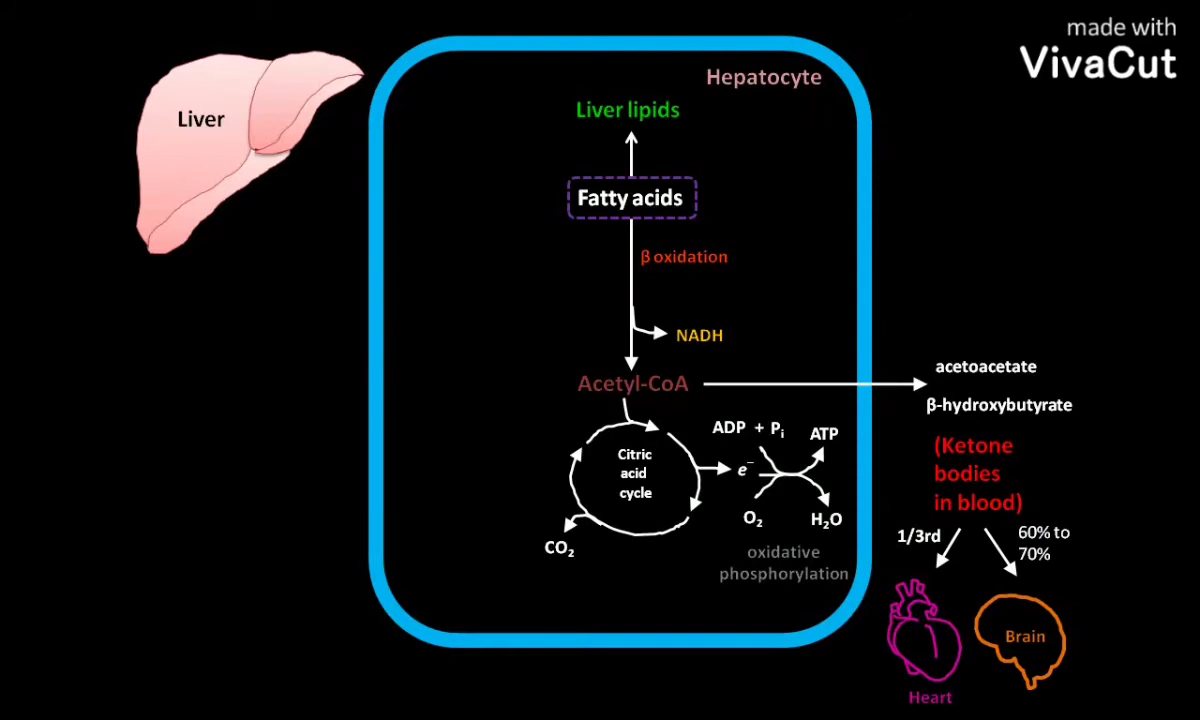 made with
VivaCut
Hepatocyte
Liver
Liver lipids
Fatty acids
β oxidation
NADH
Acetyl-CoA
acetoacetate
β-hydroxybutyrate
(Ketone
bodies
in blood)
Citric
acid
cycle
ADP + Pi
ATP
e⁻
O₂
H₂O
CO₂
oxidative
phosphorylation
1/3rd
60% to
70%
Heart
Brain